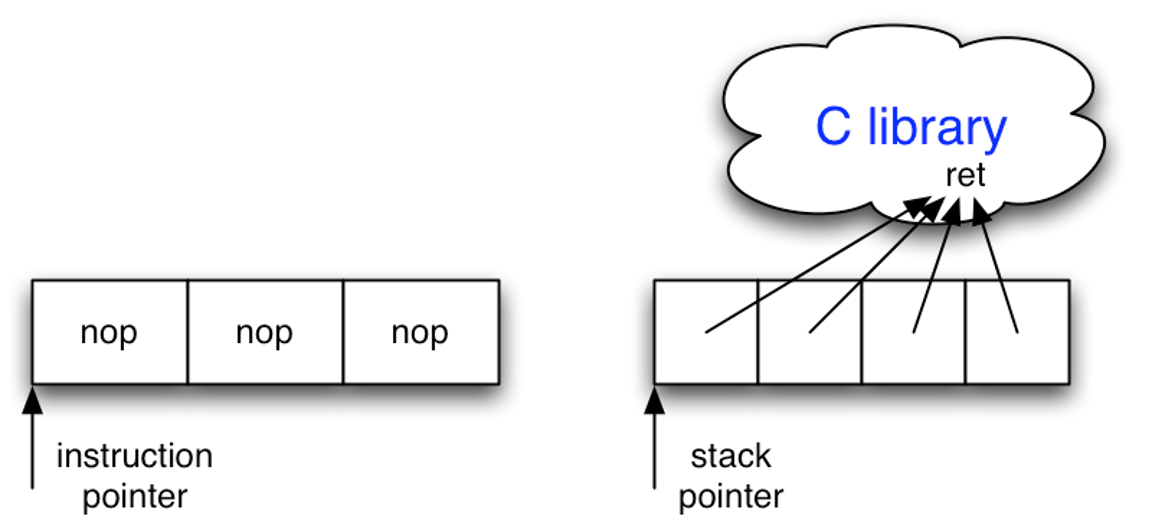 C library
ret
nop nop nop
instruction
pointer
stack
pointer